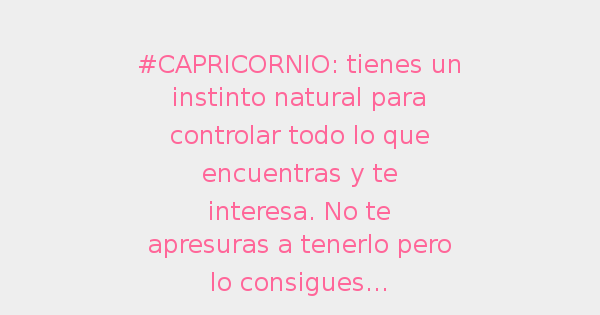 #CAPRICORNIO: tienes un
instinto natural para
controlar todo lo que
encuentras y te
interesa. No te
apresuras a tenerlo pero
lo consigues...